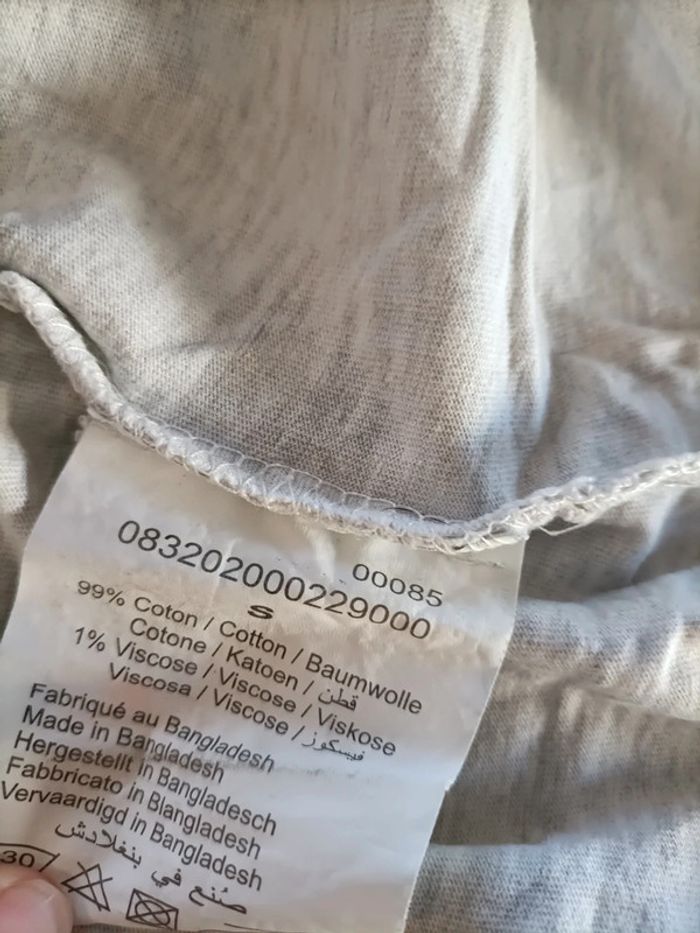 00085
083202000229000
S
99% Coton / Cotton / Baumwolle
Cotone / Katoen / قطن
1% Viscose / Viscose / Viskose
Viscosa / Viscose / فيسكوز
Fabriqué au Bangladesh
Made in Bangladesh
Hergestellt in Bangladesch
Fabbricato in Blangladesh
Vervaardigd in Bangladesh
صُنع في بنغلادش
30